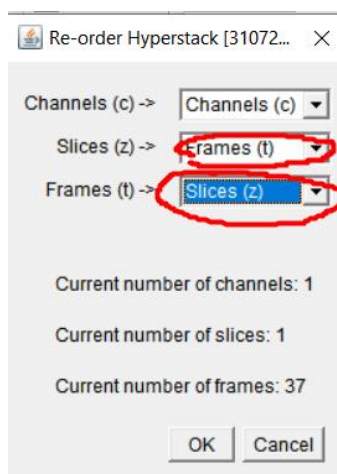 Re-order Hyperstack [31072...
Channels (c) -> Channels (c)
Slices (z) -> Frames (t)
Frames (t) -> Slices (z)
Current number of channels: 1
Current number of slices: 1
Current number of frames: 37
OK Cancel